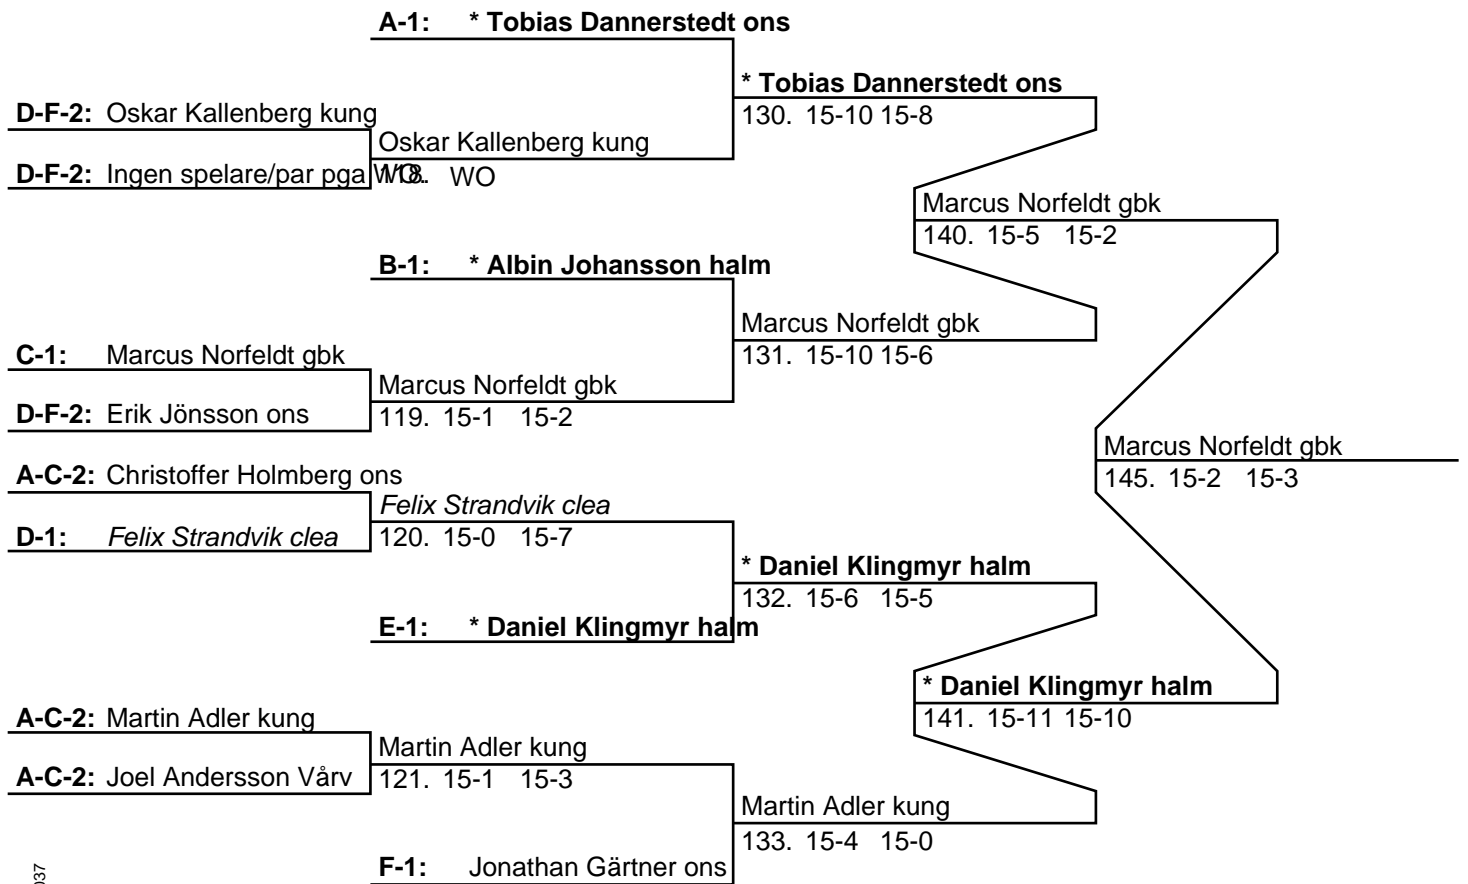 A-1: * Tobias Dannerstedt ons
* Tobias Dannerstedt ons
D-F-2: Oskar Kallenberg kung
130. 15-10 15-8
Oskar Kallenberg kung
D-F-2: Ingen spelare/par pga WO.
118. WO
Marcus Norfeldt gbk
140. 15-5 15-2
B-1: * Albin Johansson halm
Marcus Norfeldt gbk
C-1: Marcus Norfeldt gbk
131. 15-10 15-6
Marcus Norfeldt gbk
D-F-2: Erik Jönsson ons
119. 15-1 15-2
Marcus Norfeldt gbk
145. 15-2 15-3
A-C-2: Christoffer Holmberg ons
Felix Strandvik clea
D-1: Felix Strandvik clea
120. 15-0 15-7
* Daniel Klingmyr halm
132. 15-6 15-5
E-1: * Daniel Klingmyr halm
* Daniel Klingmyr halm
141. 15-11 15-10
A-C-2: Martin Adler kung
Martin Adler kung
A-C-2: Joel Andersson Vårv
121. 15-1 15-3
Martin Adler kung
133. 15-4 15-0
F-1: Jonathan Gärtner ons